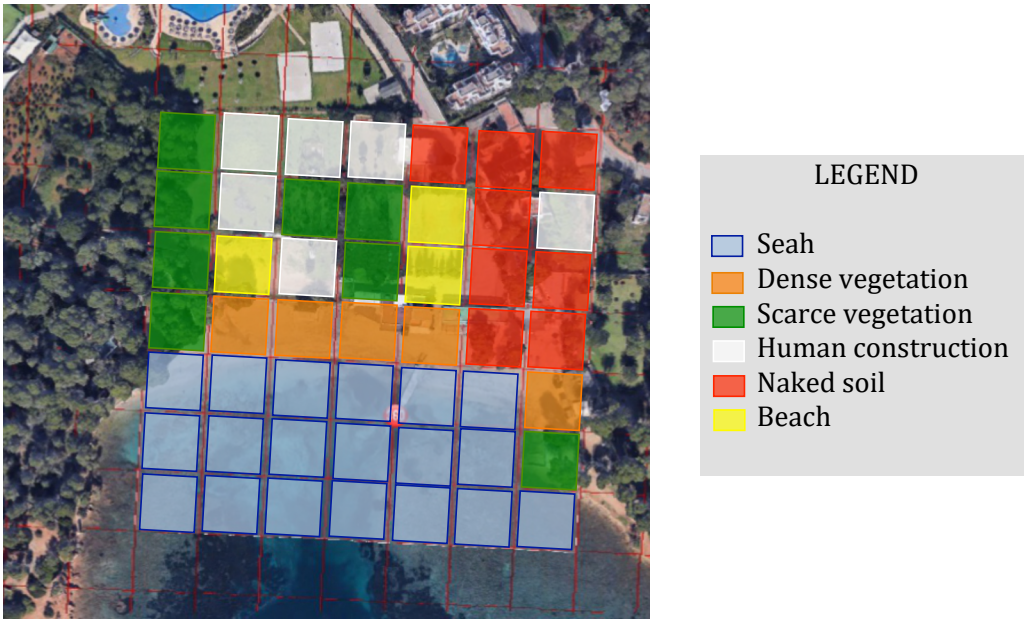 LEGEND
Seah
Dense vegetation
Scarce vegetation
Human construction
Naked soil
Beach